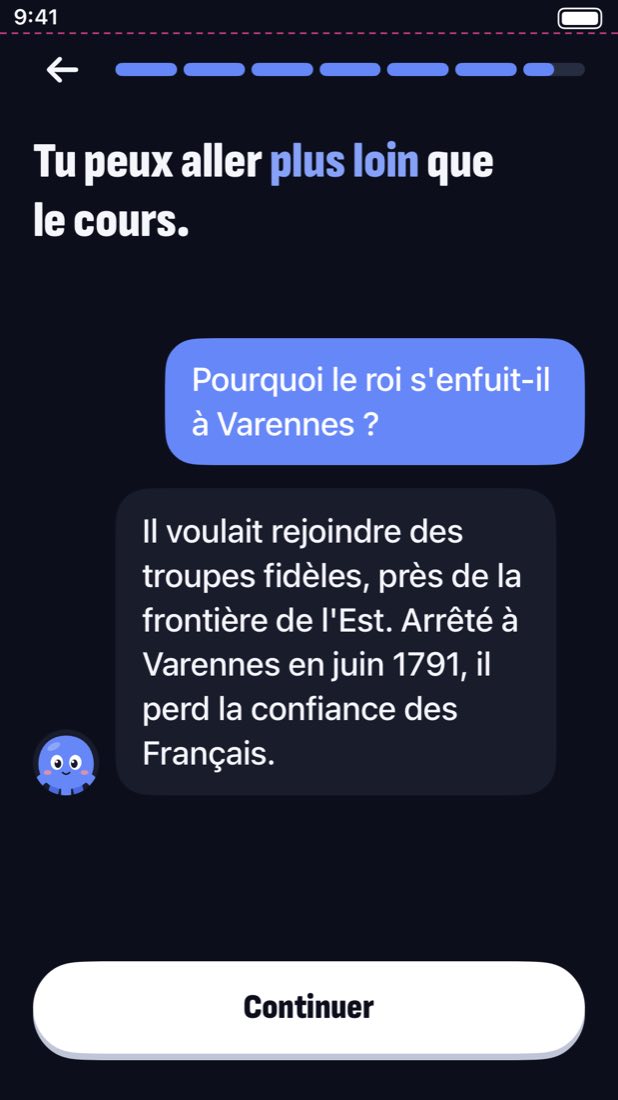 9:41
Tu peux aller plus loin que
le cours.
Pourquoi le roi s'enfuit-il
à Varennes ?
Il voulait rejoindre des
troupes fidèles, près de la
frontière de l'Est. Arrêté à
Varennes en juin 1791, il
perd la confiance des
Français.
Continuer